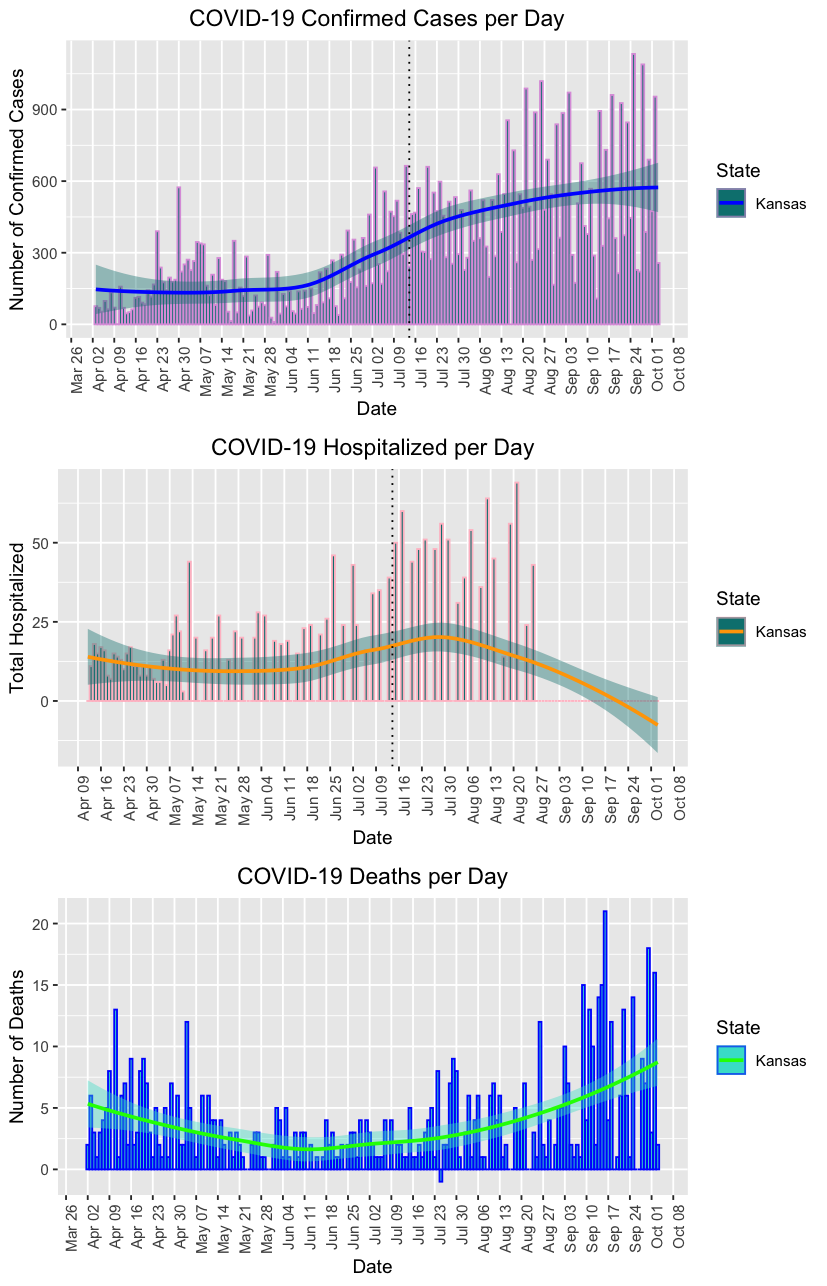 COVID-19 Confirmed Cases per Day
Number of Confirmed Cases
900
600
300
0
Mar 26 Apr 02 Apr 09 Apr 16 Apr 23 Apr 30 May 07 May 14 May 21 May 28 Jun 04 Jun 11 Jun 18 Jun 25 Jul 02 Jul 09 Jul 16 Jul 23 Jul 30 Aug 06 Aug 13 Aug 20 Aug 27 Sep 03 Sep 10 Sep 17 Sep 24 Oct 01 Oct 08
Date
State
Kansas
COVID-19 Hospitalized per Day
Total Hospitalized
50
25
0
Apr 09 Apr 16 Apr 23 Apr 30 May 07 May 14 May 21 May 28 Jun 04 Jun 11 Jun 18 Jun 25 Jul 02 Jul 09 Jul 16 Jul 23 Jul 30 Aug 06 Aug 13 Aug 20 Aug 27 Sep 03 Sep 10 Sep 17 Sep 24 Oct 01 Oct 08
Date
State
Kansas
COVID-19 Deaths per Day
Number of Deaths
20
15
10
5
0
Mar 26 Apr 02 Apr 09 Apr 16 Apr 23 Apr 30 May 07 May 14 May 21 May 28 Jun 04 Jun 11 Jun 18 Jun 25 Jul 02 Jul 09 Jul 16 Jul 23 Jul 30 Aug 06 Aug 13 Aug 20 Aug 27 Sep 03 Sep 10 Sep 17 Sep 24 Oct 01 Oct 08
Date
State
Kansas